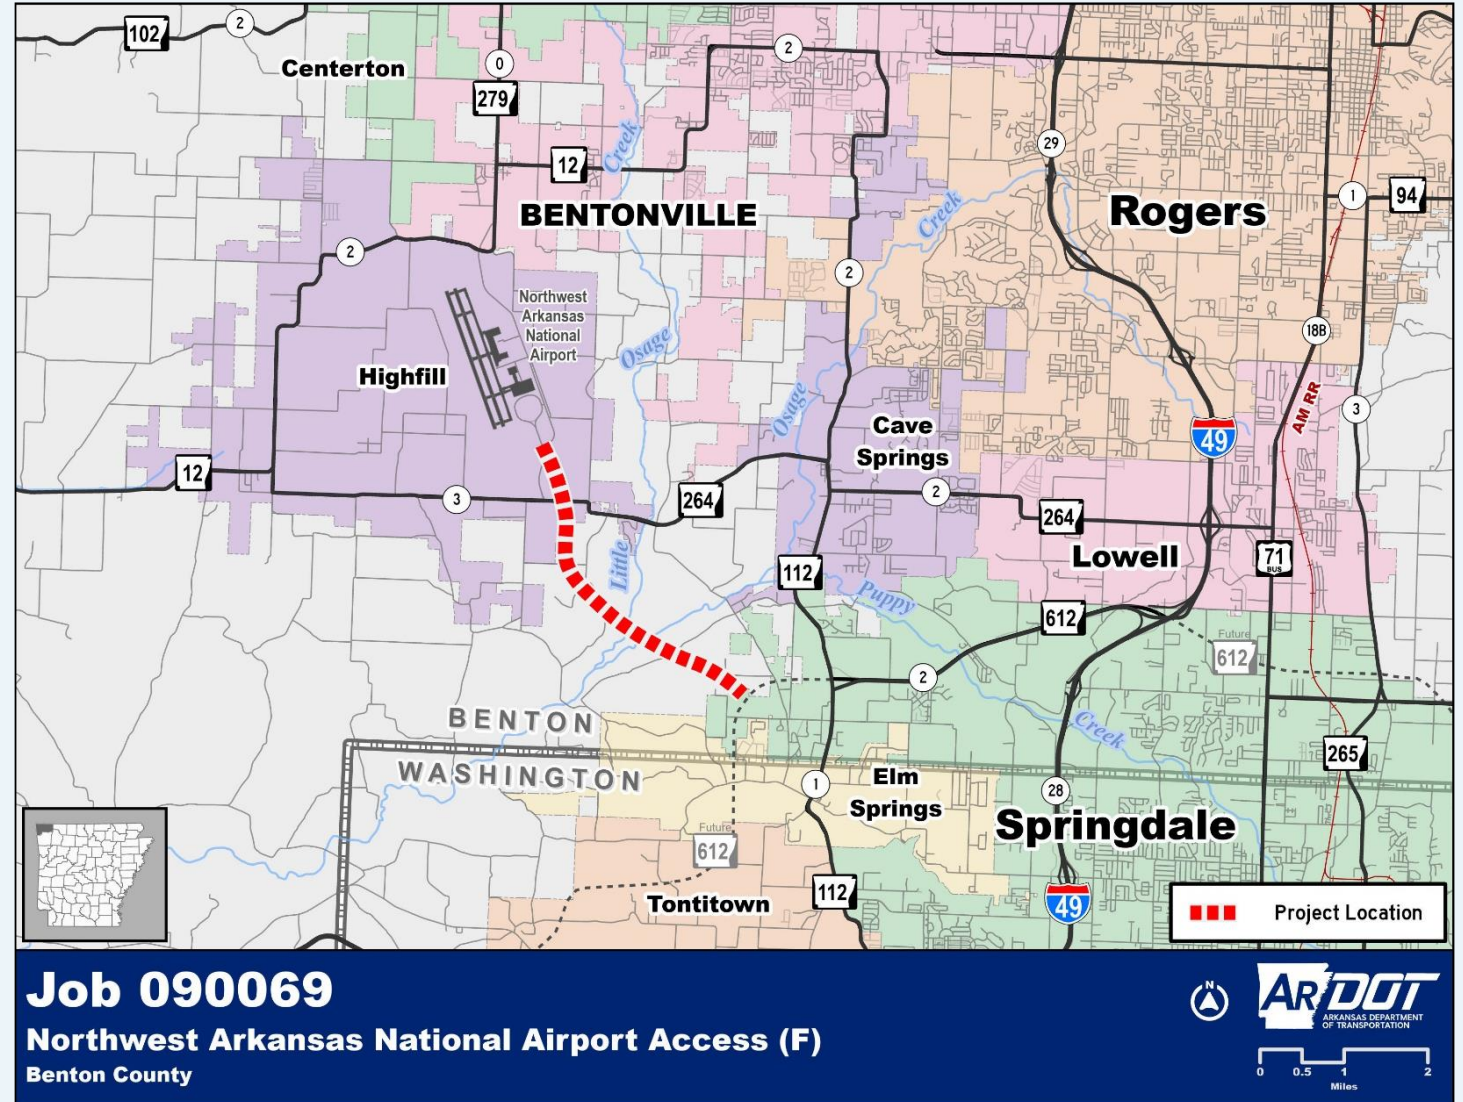 102
2
Centerton
0
279
2
29
12
Creek
BENTONVILLE
Creek
Rogers
1
94
2
2
Northwest
Arkansas
National
Airport
Osage
18B
Highfill
Osage
AM RR
3
Cave
Springs
49
12
3
264
2
264
Lowell
71
BUS
Little
112
Puppy
612
Future
612
2
BENTON
WASHINGTON
Creek
265
1
Elm
Springs
28
Springdale
Future
612
Tontitown
112
49
Project Location
Job 090069
Northwest Arkansas National Airport Access (F)
Benton County
N
ARDOT
ARKANSAS DEPARTMENT
OF TRANSPORTATION
0 0.5 1 2
Miles